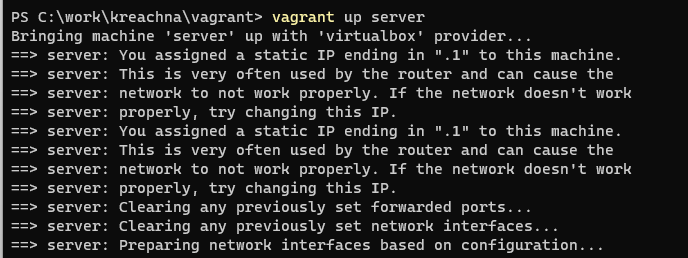 PS C:\work\kreachna\vagrant> vagrant up server
Bringing machine 'server' up with 'virtualbox' provider...
==> server: You assigned a static IP ending in ".1" to this machine.
==> server: This is very often used by the router and can cause the
==> server: network to not work properly. If the network doesn't work
==> server: properly, try changing this IP.
==> server: You assigned a static IP ending in ".1" to this machine.
==> server: This is very often used by the router and can cause the
==> server: network to not work properly. If the network doesn't work
==> server: properly, try changing this IP.
==> server: Clearing any previously set forwarded ports...
==> server: Clearing any previously set network interfaces...
==> server: Preparing network interfaces based on configuration...